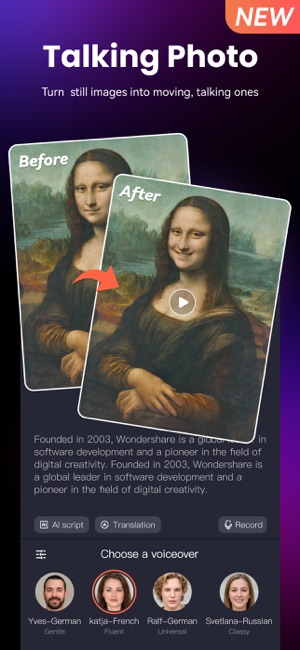 NEW
Talking Photo
Turn still images into moving, talking ones
Before
After
Founded in 2003, Wondershare is a global in
software development and a pioneer in the field of
digital creativity. Founded in 2003, Wondershare is
a global leader in software development and a
pioneer in the field of digital creativity.
AI script
Translation
Record
Choose a voiceover
Yves-German
katja-French
Ralf-German
Svetlana-Russian
Gentle
Fluent
Universal
Classy